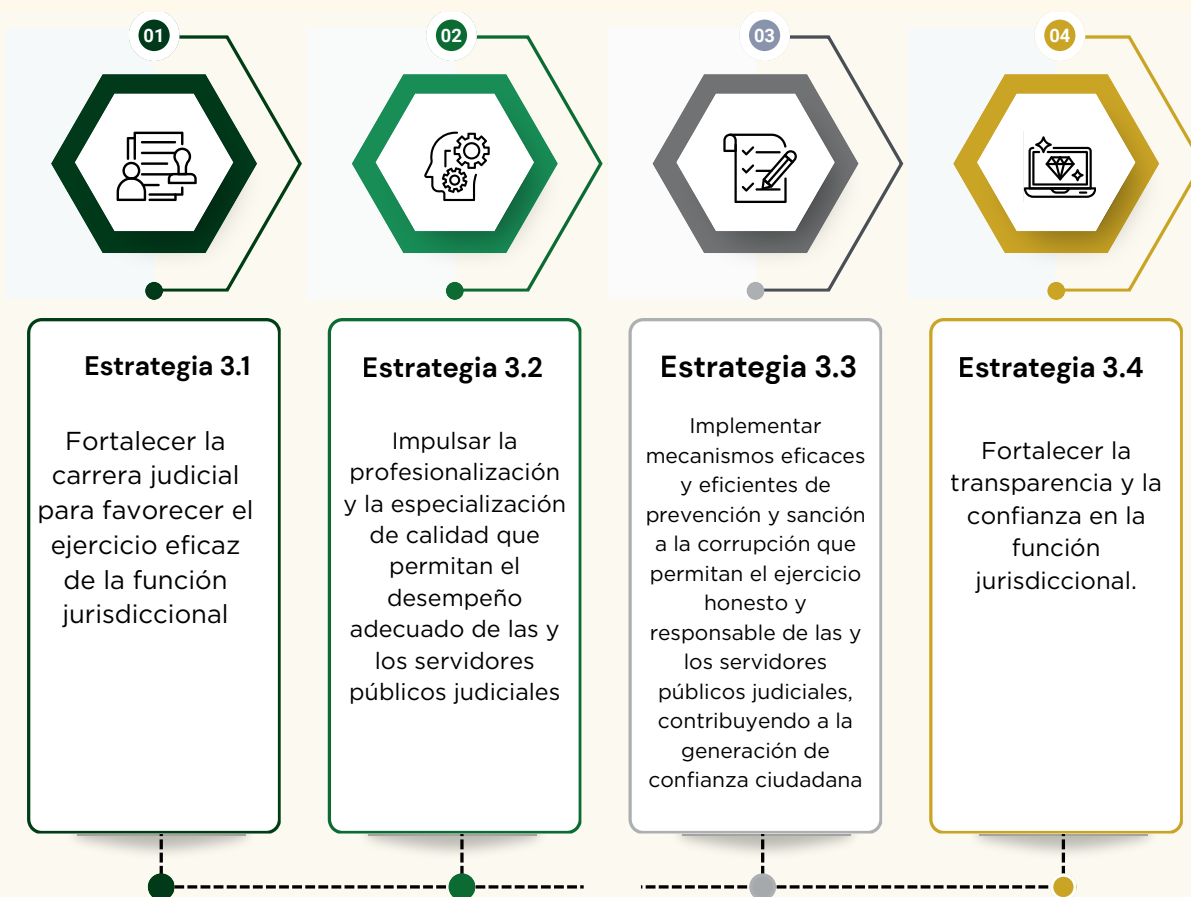 01
Estrategia 3.1
Fortalecer la
carrera judicial
para favorecer el
ejercicio eficaz
de la función
jurisdiccional
02
Estrategia 3.2
Impulsar la
profesionalización
y la especialización
de calidad que
permitan el
desempeño
adecuado de las y
los servidores
públicos judiciales
03
Estrategia 3.3
Implementar
mecanismos eficaces
y eficientes de
prevención y sanción
a la corrupción que
permitan el ejercicio
honesto y
responsable de las y
los servidores
públicos judiciales,
contribuyendo a la
generación de
confianza ciudadana
04
Estrategia 3.4
Fortalecer la
transparencia y la
confianza en la
función
jurisdiccional.